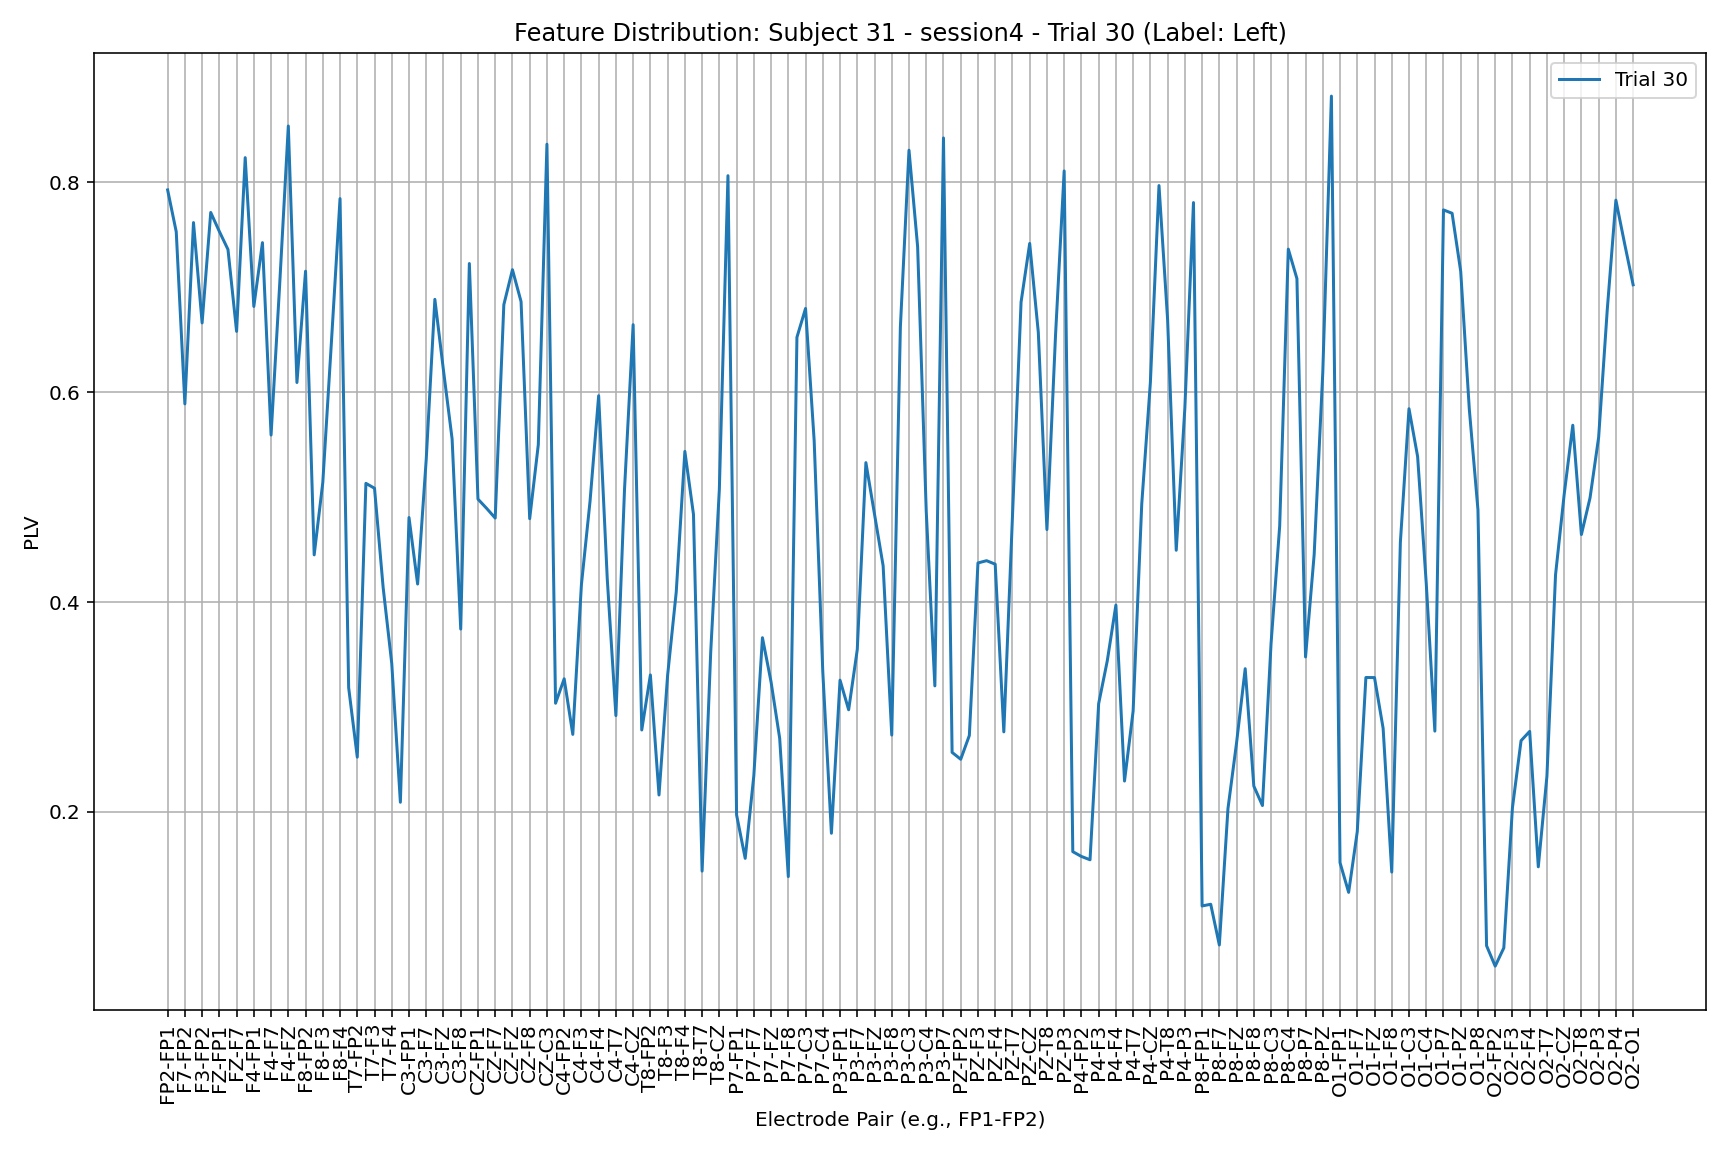 Feature Distribution: Subject 31 - session4 - Trial 30 (Label: Left)
Trial 30
0.8
0.6
0.4
0.2
PLV
FP2-FP1
F7-FP2
F3-FP2
FZ-FP1
FZ-F7
F4-FP1
F4-F7
F4-FZ
F8-FP2
F8-F3
F8-F4
T7-FP2
T7-F3
T7-F4
C3-FP1
C3-F7
C3-FZ
C3-F8
CZ-FP1
CZ-F7
CZ-FZ
CZ-F8
CZ-C3
C4-FP2
C4-F3
C4-F4
C4-T7
C4-CZ
T8-FP2
T8-F3
T8-F4
T8-T7
T8-CZ
P7-FP1
P7-F7
P7-FZ
P7-F8
P7-C3
P7-C4
P3-FP1
P3-F7
P3-FZ
P3-F8
P3-C3
P3-C4
P3-P7
PZ-FP2
PZ-F3
PZ-F4
PZ-T7
PZ-CZ
PZ-T8
PZ-P3
P4-FP2
P4-F3
P4-F4
P4-T7
P4-CZ
P4-T8
P4-P3
P8-FP1
P8-F7
P8-FZ
P8-F8
P8-C3
P8-C4
P8-P7
P8-PZ
O1-FP1
O1-F7
O1-FZ
O1-F8
O1-C3
O1-C4
O1-P7
O1-PZ
O1-P8
O2-FP2
O2-F3
O2-F4
O2-T7
O2-CZ
O2-T8
O2-P3
O2-P4
O2-O1
Electrode Pair (e.g., FP1-FP2)